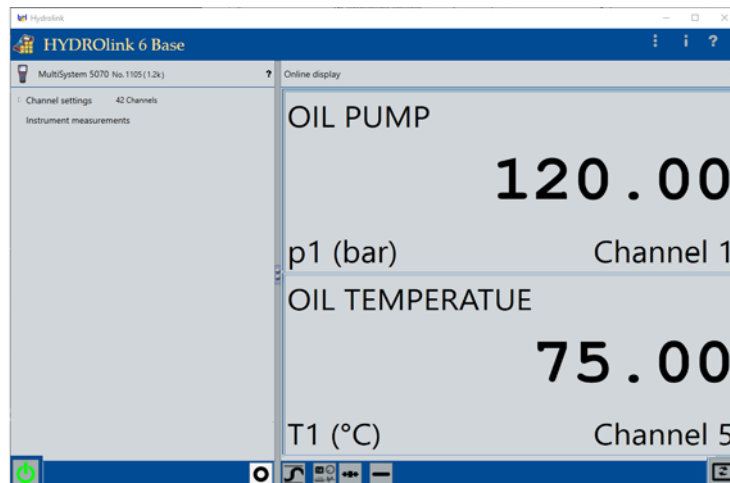 Hydrolink
HYDROlink 6 Base
MultiSystem 5070 No. 1105 (1.2k)
?
Online display
Channel settings 42 Channels
Instrument measurements
OIL PUMP
120.00
p1 (bar) Channel 1
OIL TEMPERATUE
75.00
T1 (°C) Channel 5